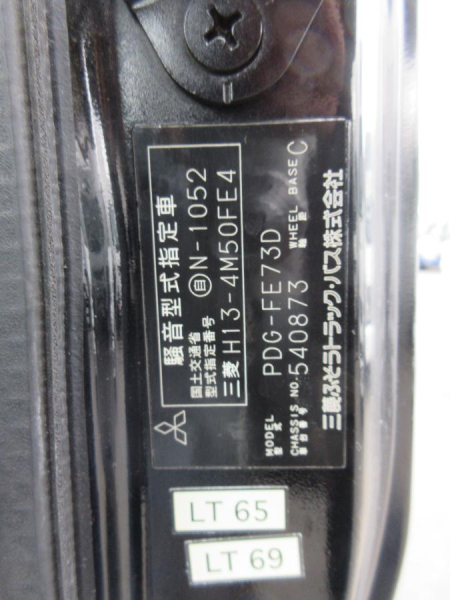 騒音型式指定車
国土交通省
型式指定番号 自N-1052
三菱 H13-4M50FE4
MODEL
型式 PDG-FE73D
CHASSIS NO.
車台番号 540873
WHEEL BASE
軸距 C
三菱ふそうトラック・バス株式会社
LT 65
LT 69